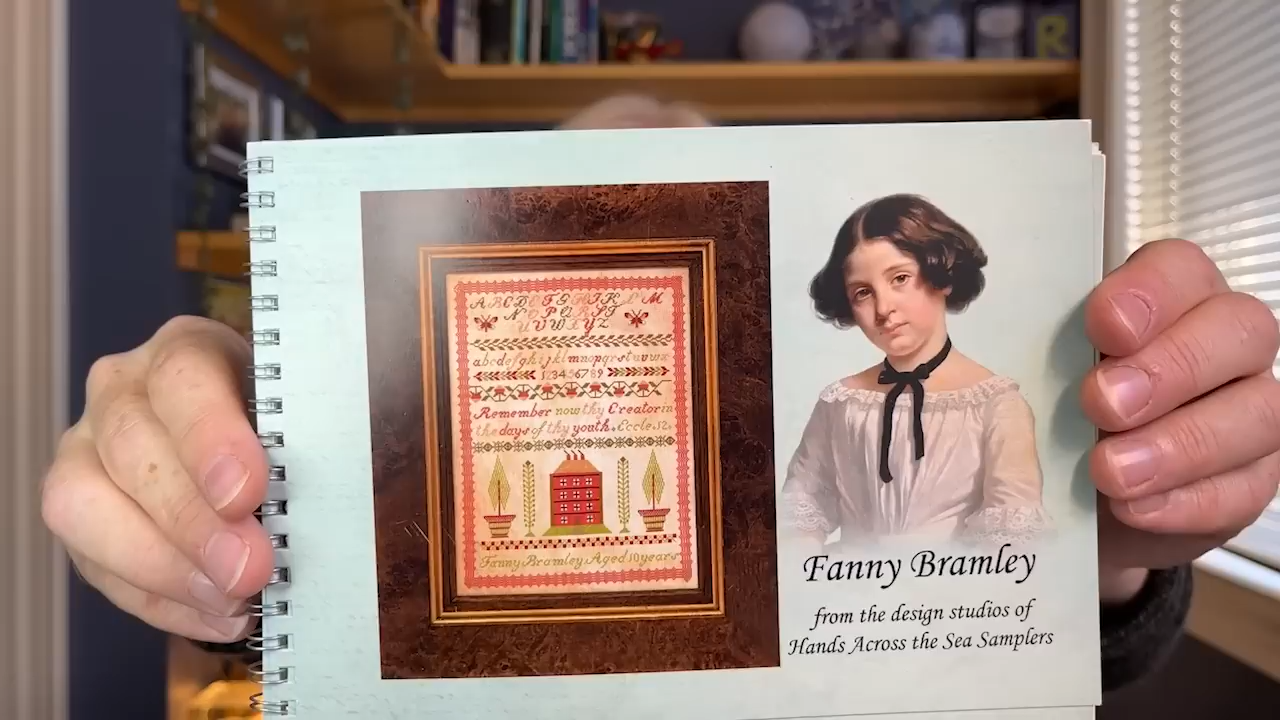 ABCDEFGHIJKLM
NOPQRST
UVWXYZ
abcdefghijklmnopqrstuvwx
123456789
Remember now thy Creator in
the days of thy youth. Eccle 12.
Fanny Bramley. Aged 10 years
Fanny Bramley
from the design studios of
Hands Across the Sea Samplers
R